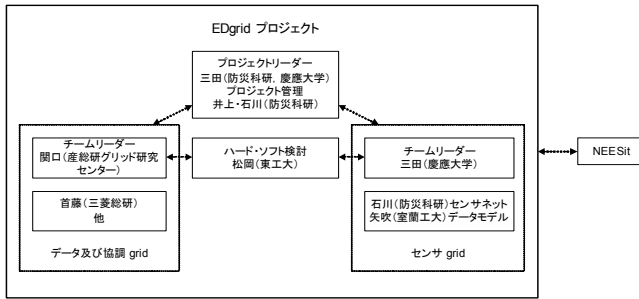 EDgrid プロジェクト
プロジェクトリーダー
三田(防災科研，慶應大学)
プロジェクト管理
井上・石川(防災科研)
チームリーダー
関口(産総研グリッド研究
センター)
ハード・ソフト検討
松岡(東工大)
チームリーダー
三田(慶應大学)
NEESit
首藤(三菱総研)
他
石川(防災科研)センサネット
矢吹(室蘭工大)データモデル
データ及び協調 grid
センサ grid